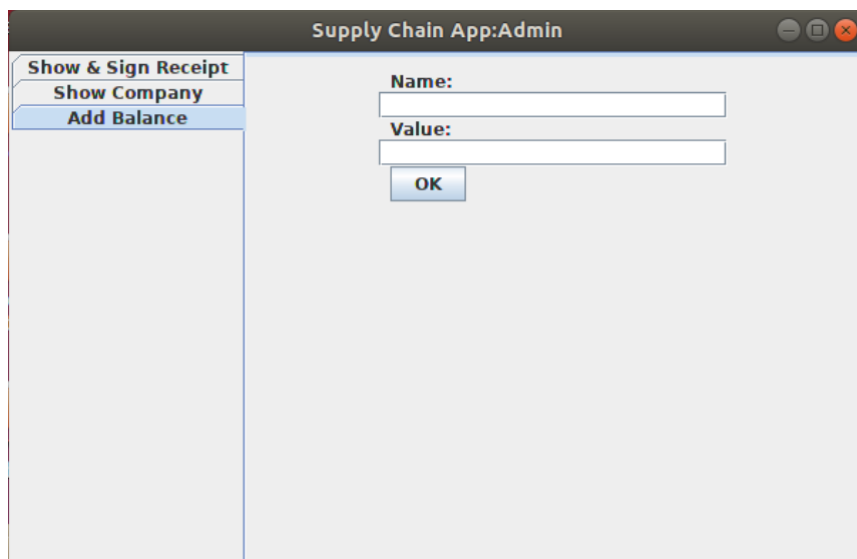 Supply Chain App:Admin
Show & Sign Receipt
Show Company
Add Balance
Name:
Value:
OK